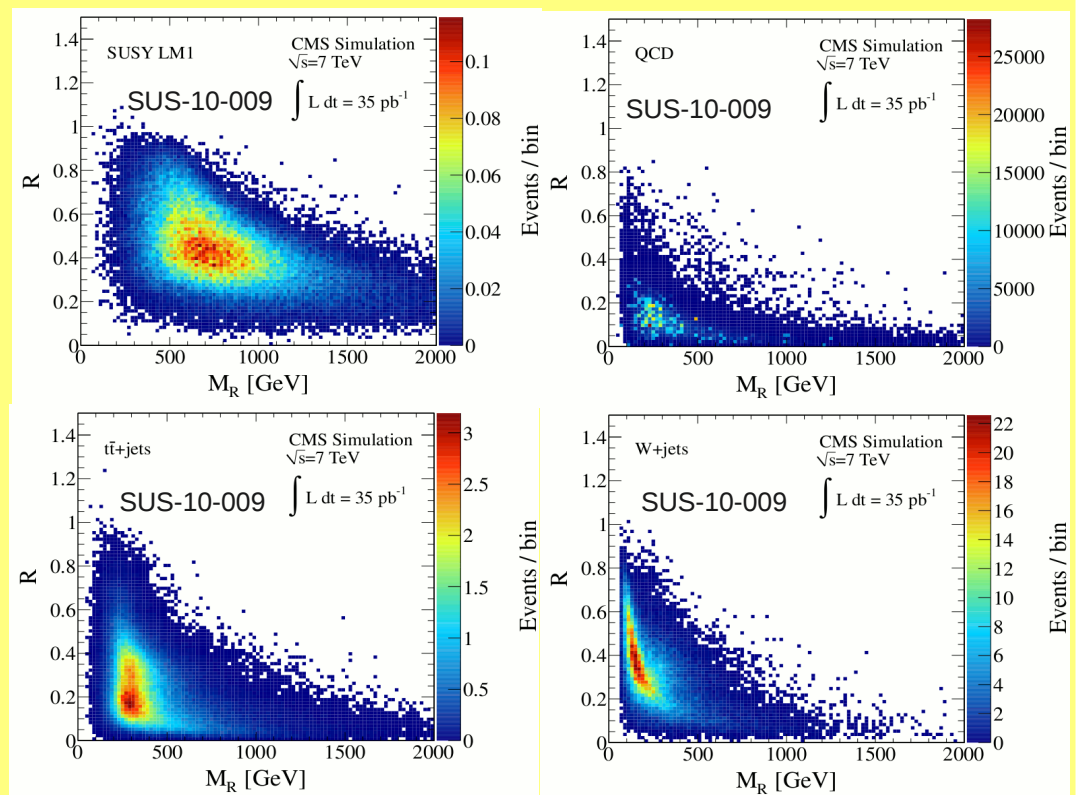 SUSY LM1
CMS Simulation
√s=7 TeV
SUS-10-009
∫ L dt = 35 pb⁻¹
R
1.4
1.2
1
0.8
0.6
0.4
0.2
0
0 500 1000 1500 2000
M_R [GeV]
0.1
0.08
0.06
0.04
0.02
0
Events / bin
QCD
CMS Simulation
√s=7 TeV
SUS-10-009
∫ L dt = 35 pb⁻¹
R
1.4
1.2
1
0.8
0.6
0.4
0.2
0
0 500 1000 1500 2000
M_R [GeV]
25000
20000
15000
10000
5000
0
Events / bin
tt̄+jets
CMS Simulation
√s=7 TeV
SUS-10-009
∫ L dt = 35 pb⁻¹
R
1.4
1.2
1
0.8
0.6
0.4
0.2
0
0 500 1000 1500 2000
M_R [GeV]
3
2.5
2
1.5
1
0.5
0
Events / bin
W+jets
CMS Simulation
√s=7 TeV
SUS-10-009
∫ L dt = 35 pb⁻¹
R
1.4
1.2
1
0.8
0.6
0.4
0.2
0
0 500 1000 1500 2000
M_R [GeV]
22
20
18
16
14
12
10
8
6
4
2
0
Events / bin